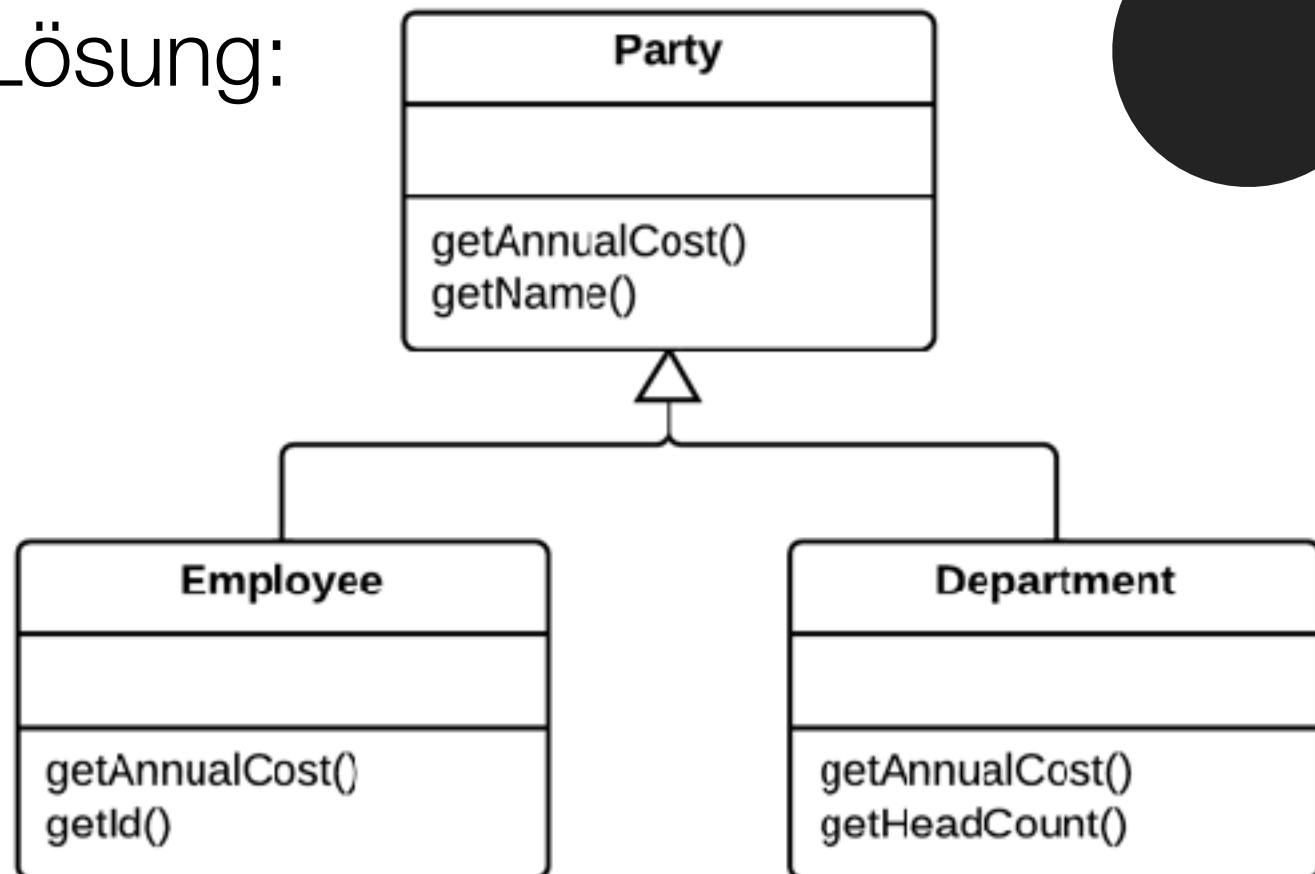 Lösung:
Party
getAnnualCost()
getName()
Employee
getAnnualCost()
getId()
Department
getAnnualCost()
getHeadCount()